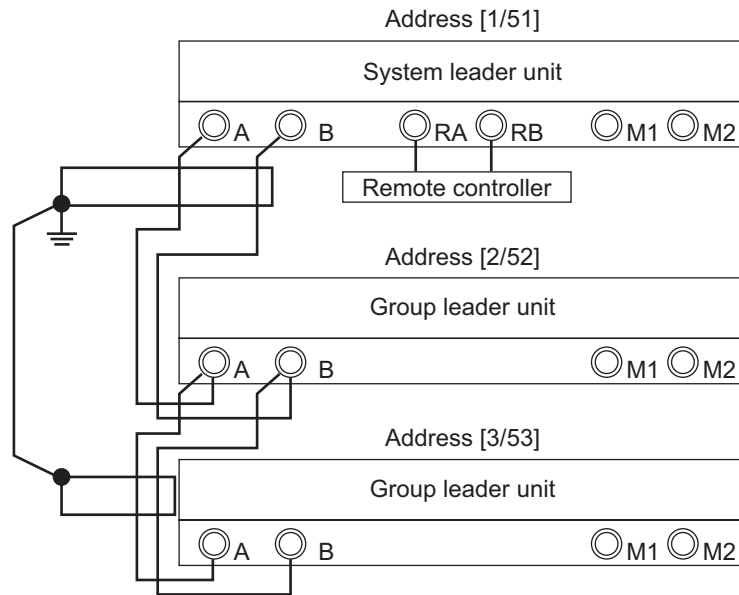 Address [1/51]
System leader unit
A B RA RB M1 M2
Remote controller
Address [2/52]
Group leader unit
A B M1 M2
Address [3/53]
Group leader unit
A B M1 M2